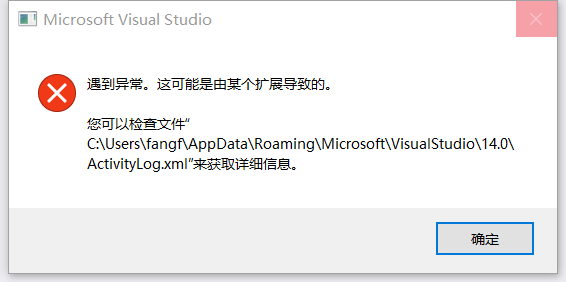 Microsoft Visual Studio
遇到异常。这可能是由某个扩展导致的。
您可以检查文件“
C:\Users\fangf\AppData\Roaming\Microsoft\VisualStudio\14.0\
ActivityLog.xml”来获取详细信息。
确定